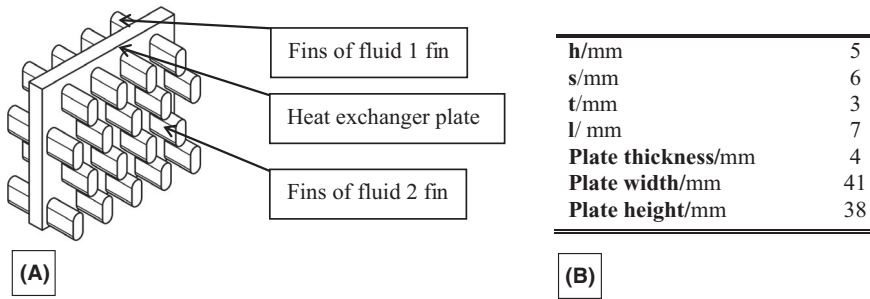 Fins of fluid 1 fin
Heat exchanger plate
Fins of fluid 2 fin
(A)
h/mm 5
s/mm 6
t/mm 3
l/ mm 7
Plate thickness/mm 4
Plate width/mm 41
Plate height/mm 38
(B)